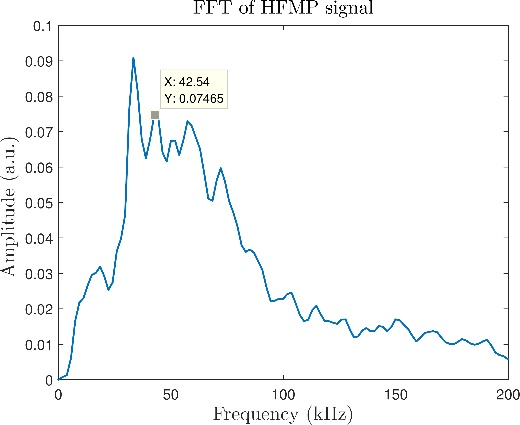 FFT of HFMP signal
0.1
0.09
0.08
0.07
0.06
0.05
0.04
0.03
0.02
0.01
0
X: 42.54
Y: 0.07465
Amplitude (a.u.)
0 50 100 150 200
Frequency (kHz)